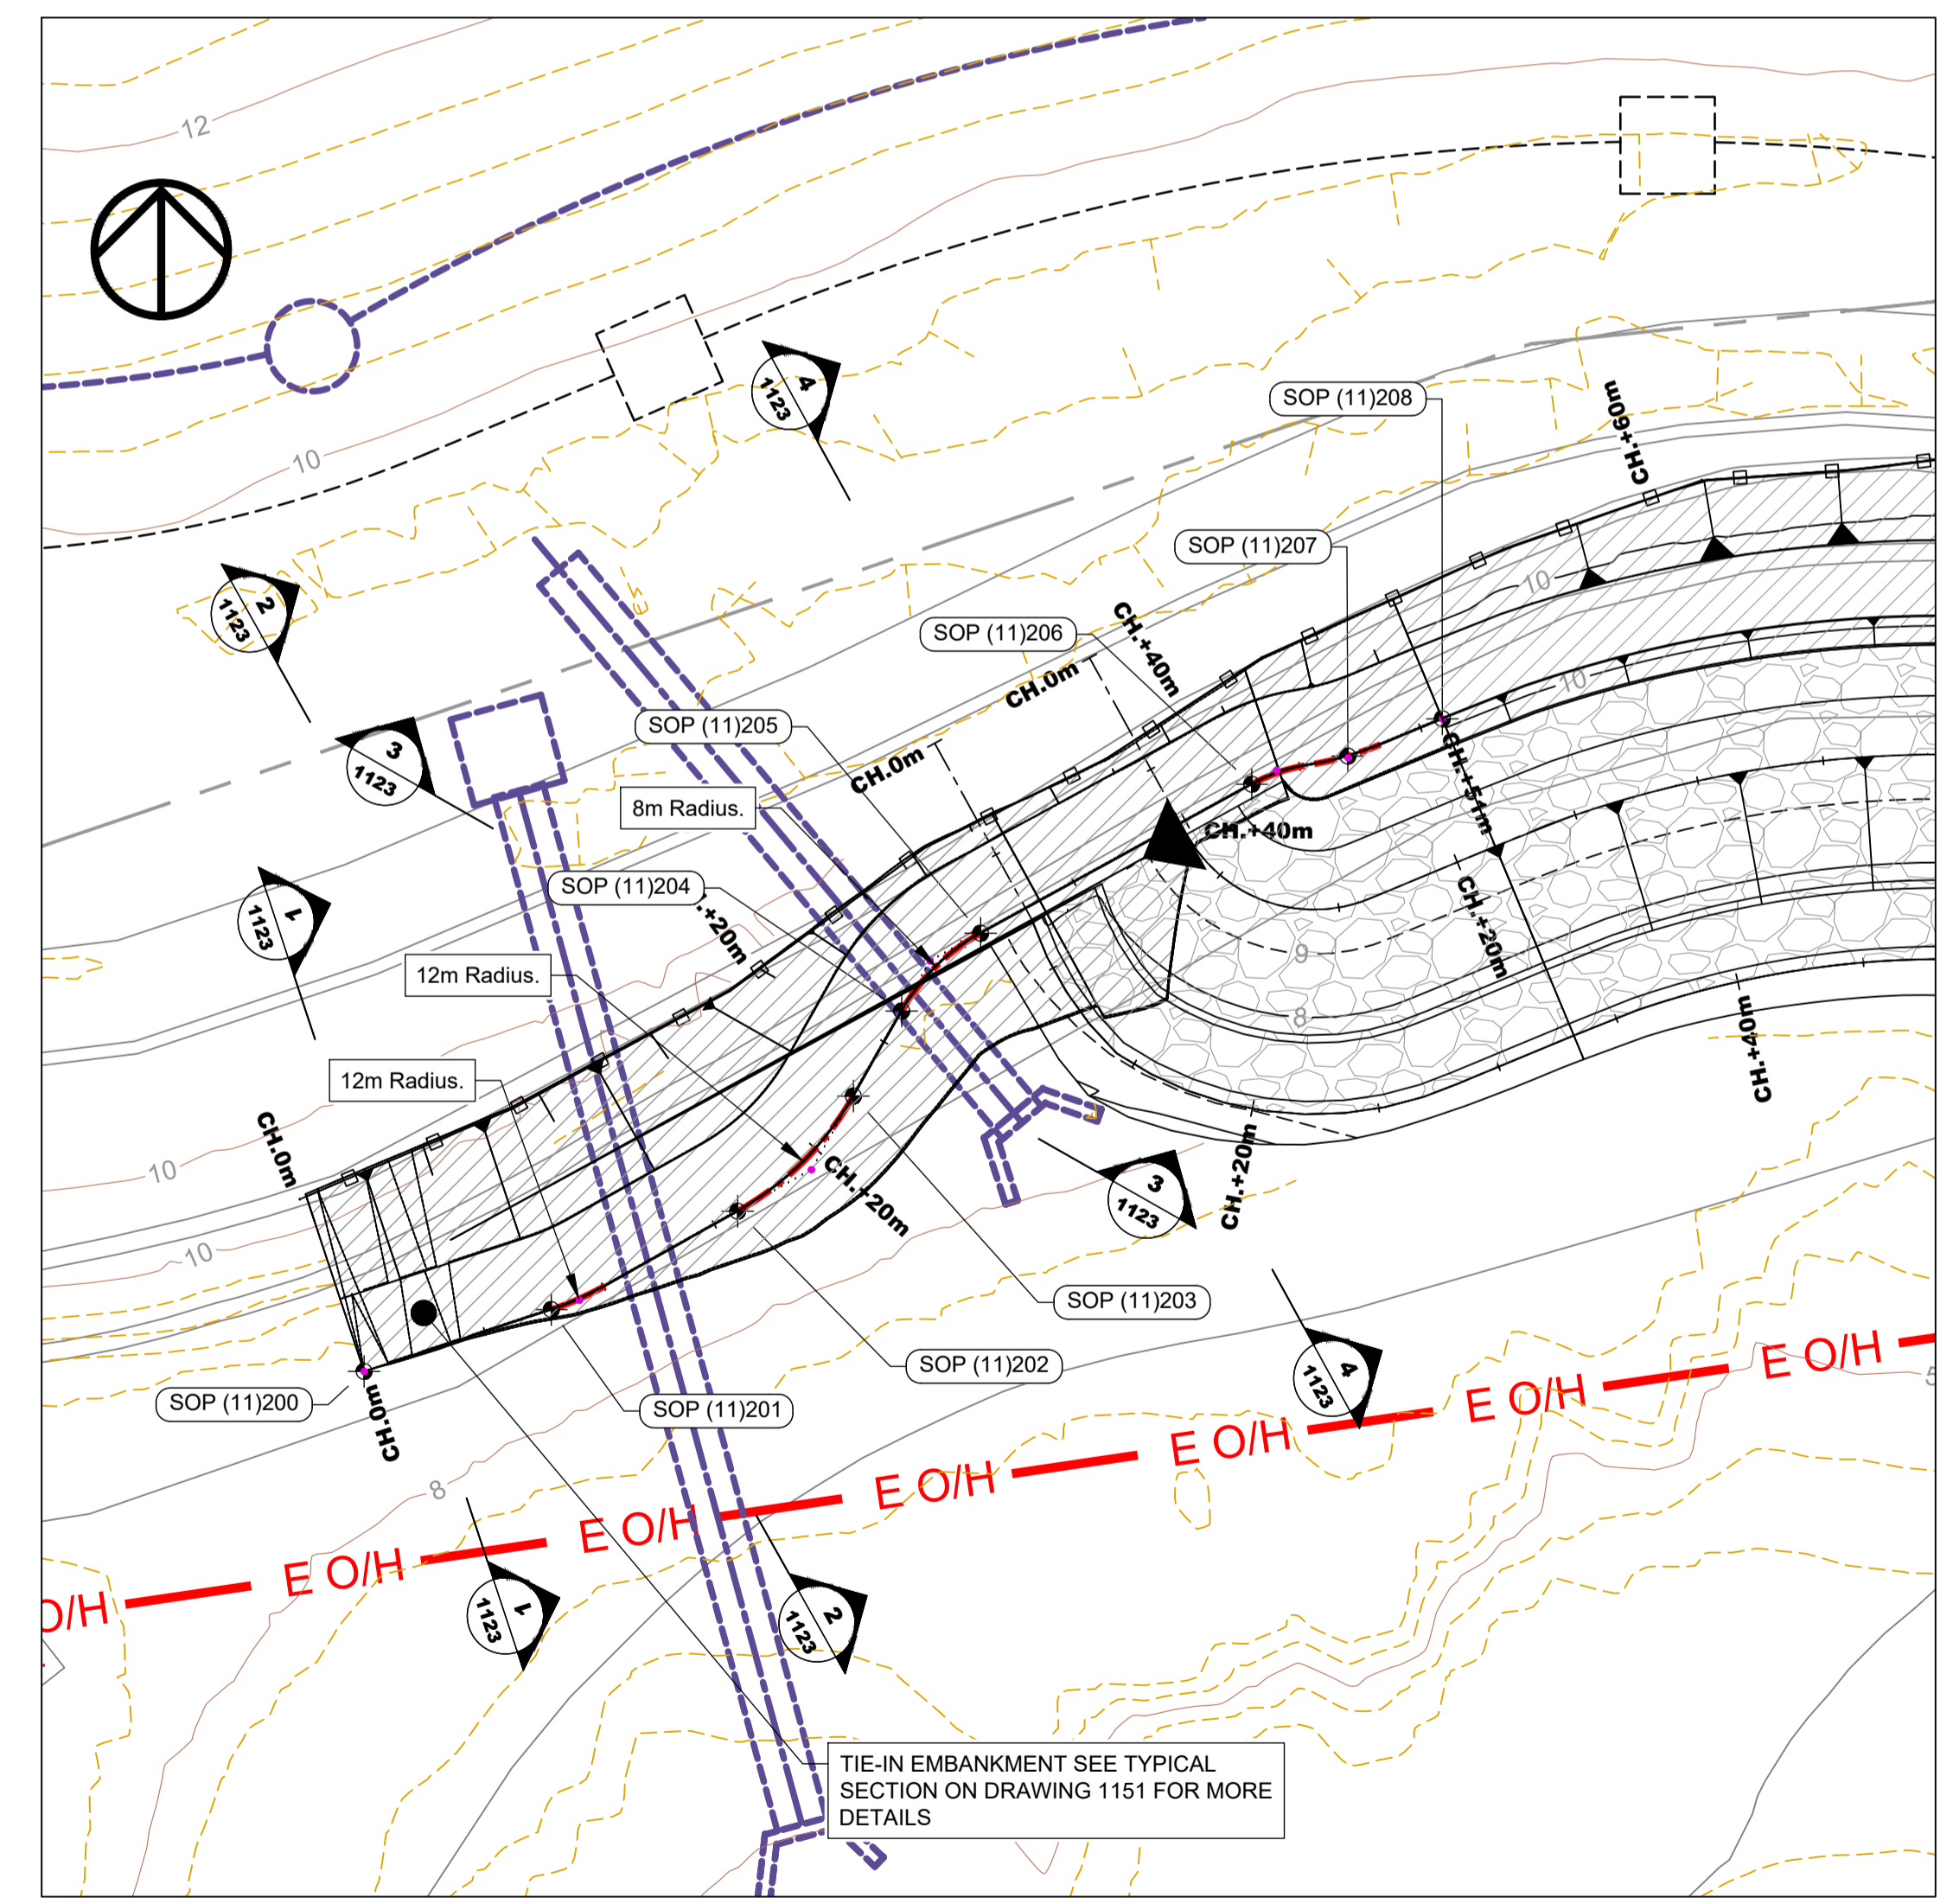 12
10
4
1123
SOP (11)208
CH.+60m
SOP (11)207
10
2
1123
SOP (11)206
CH.+40m
CH.0m
10
3
1123
SOP (11)205
CH.0m
8m Radius.
CH.+51m
CH.+40m
SOP (11)204
.+20m
1
1123
CH.+20m
9
12m Radius.
8
CH.+40m
12m Radius.
CH.0m
10
CH.+20m
3
1123
CH.+20m
10
SOP (11)203
SOP (11)202
4
1123
SOP (11)200
CH.0m
SOP (11)201
5
8
E O/H
E O/H
E O/H
E O/H
E O/H
E O/H
O/H
1
1123
2
1123
TIE-IN EMBANKMENT SEE TYPICAL
SECTION ON DRAWING 1151 FOR MORE
DETAILS